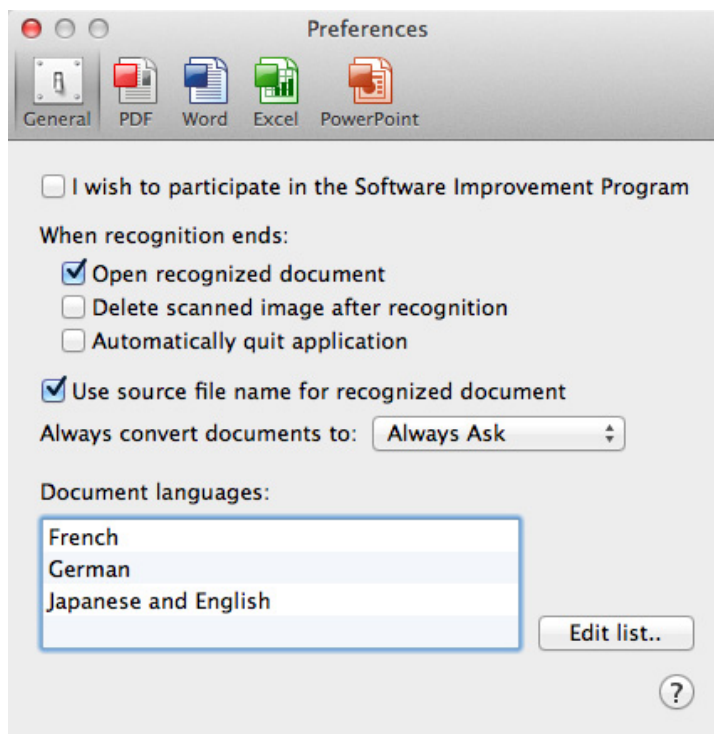 Preferences
General PDF Word Excel PowerPoint
I wish to participate in the Software Improvement Program
When recognition ends:
Open recognized document
Delete scanned image after recognition
Automatically quit application
Use source file name for recognized document
Always convert documents to: Always Ask
Document languages:
French
German
Japanese and English
Edit list..
?